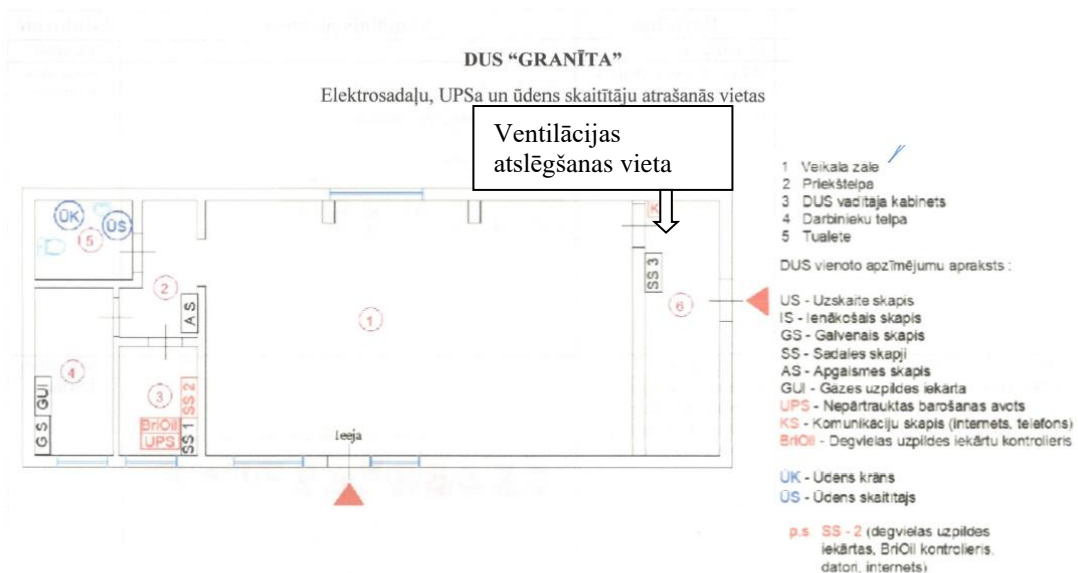 DUS “GRANĪTA”
Elektrosadaļu, UPSa un ūdens skaitītāju atrašanās vietas
Ventilācijas
atslēgšanas vieta
ŪK
ŪS
5
2
AS
1
SS 3
6
4
3
GUI
GS
SS 2
SS 1
BriOil
UPS
Ieeja
1 Veikala zāle
2 Priekštelpa
3 DUS vadītāja kabinets
4 Darbinieku telpa
5 Tualete
DUS vienoto apzīmējumu apraksts :
US - Uzskaite skapis
IS - Ienākošais skapis
GS - Galvenais skapis
SS - Sadales skapji
AS - Apgaismes skapis
GUI - Gāzes uzpildes iekārta
UPS - Nepārtrauktas barošanas avots
KS - Komunikāciju skapis (internets, telefons)
BriOil - Degvielas uzpildes iekārtu kontrolieris
ŪK - Ūdens krāns
ŪS - Ūdens skaitītājs
p.s SS - 2 (degvielas uzpildes
iekārtas, BriOil kontrolieris,
datori, internets)